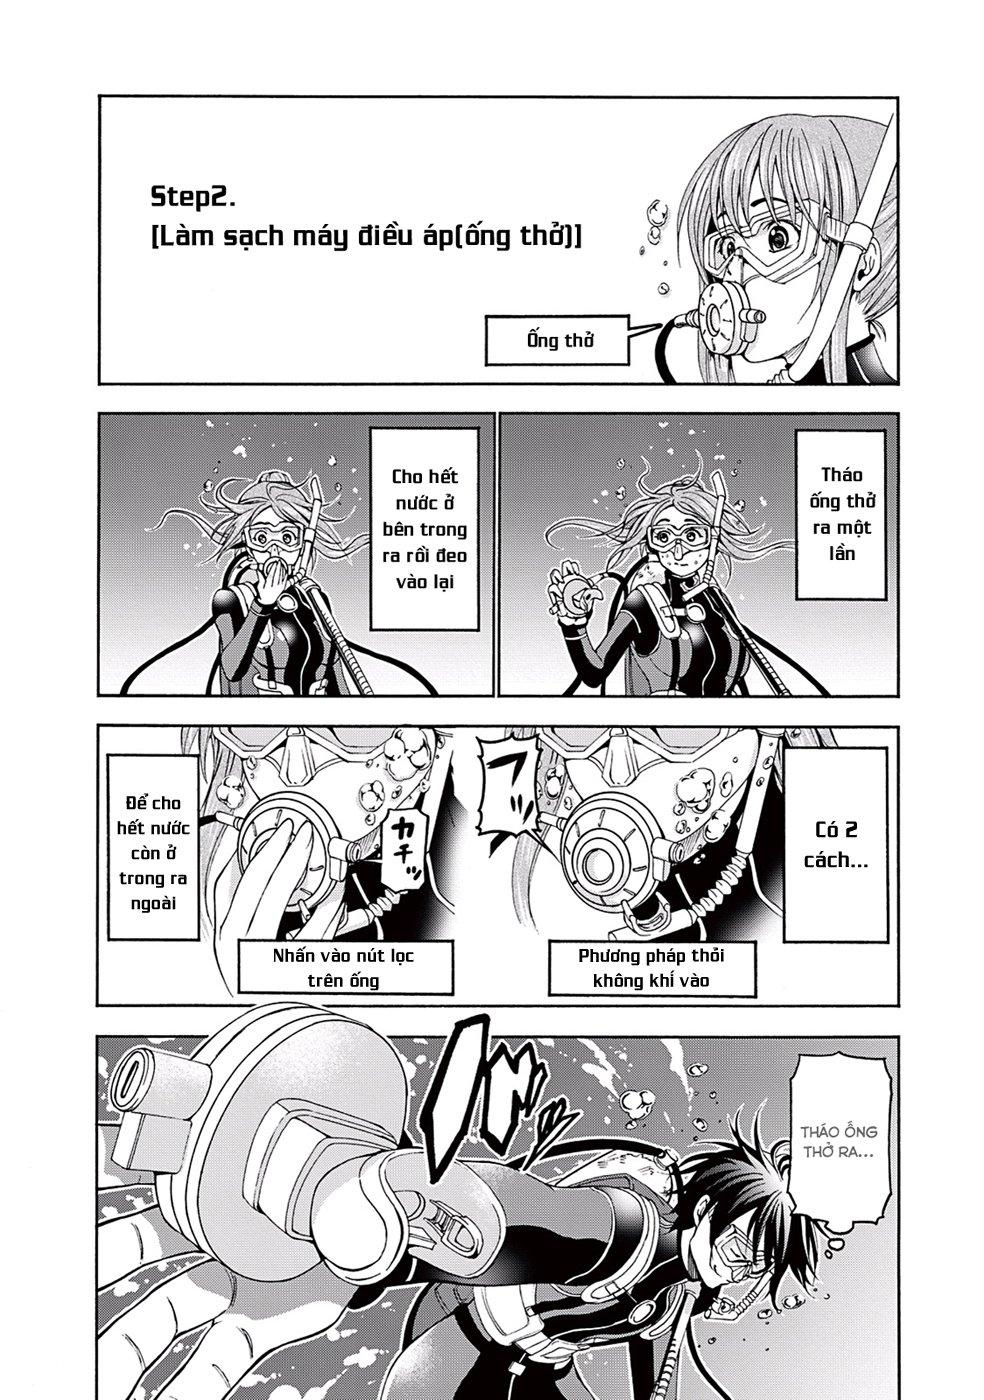 Step2.
[Làm sạch máy điều áp(ống thở)]
Ống thở
Tháo
ống thở
ra một
lần
Cho hết
nước ở
bên trong
ra rồi đeo
vào lại
Có 2
cách...
フーッ
Phương pháp thỏi
không khí vào
カチッ
Nhấn vào nút lọc
trên ống
Để cho
hết nước
còn ở
trong ra
ngoài
THÁO ỐNG
THỞ RA...